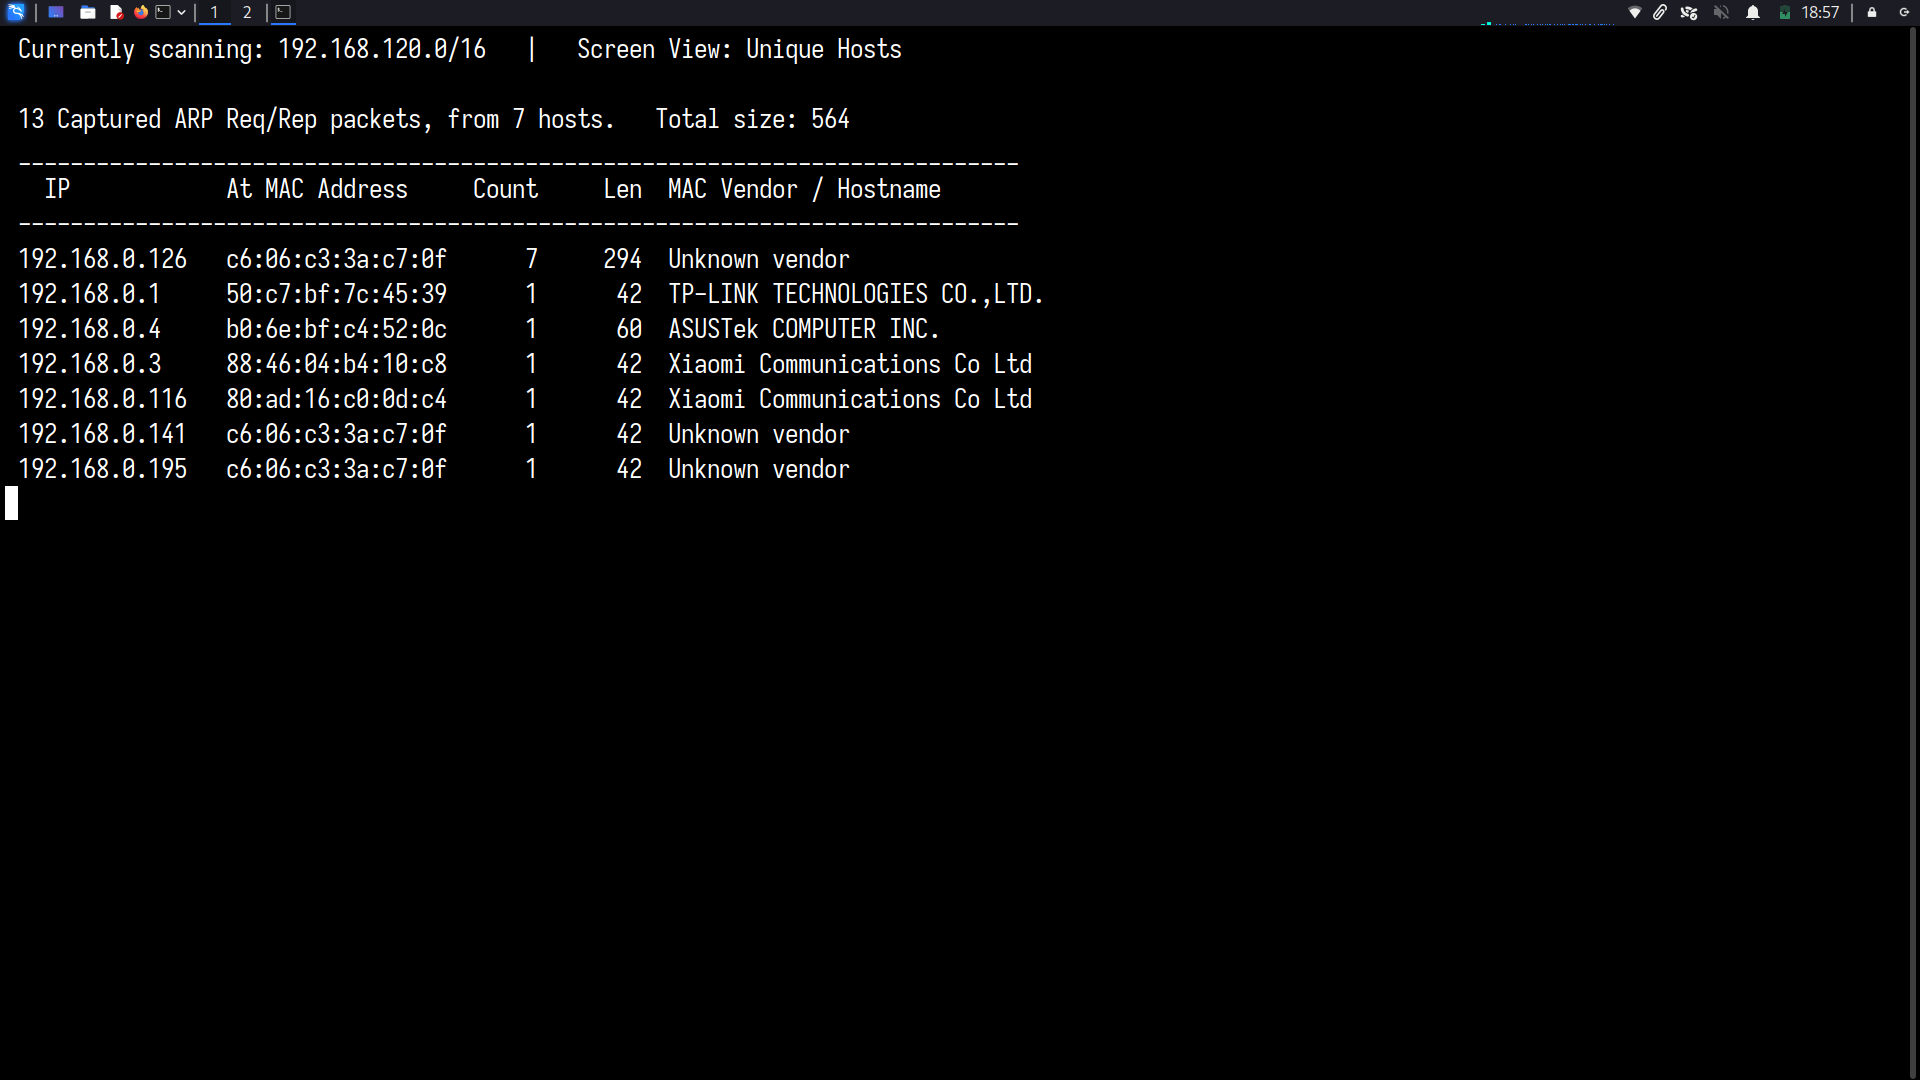 1 2 18:57
Currently scanning: 192.168.120.0/16 | Screen View: Unique Hosts
13 Captured ARP Req/Rep packets, from 7 hosts. Total size: 564
_____________________________________________________________________________
IP At MAC Address Count Len MAC Vendor / Hostname
-----------------------------------------------------------------------------
192.168.0.126 c6:06:c3:3a:c7:0f 7 294 Unknown vendor
192.168.0.1 50:c7:bf:7c:45:39 1 42 TP-LINK TECHNOLOGIES CO.,LTD.
192.168.0.4 b0:6e:bf:c4:52:0c 1 60 ASUSTek COMPUTER INC.
192.168.0.3 88:46:04:b4:10:c8 1 42 Xiaomi Communications Co Ltd
192.168.0.116 80:ad:16:c0:0d:c4 1 42 Xiaomi Communications Co Ltd
192.168.0.141 c6:06:c3:3a:c7:0f 1 42 Unknown vendor
192.168.0.195 c6:06:c3:3a:c7:0f 1 42 Unknown vendor